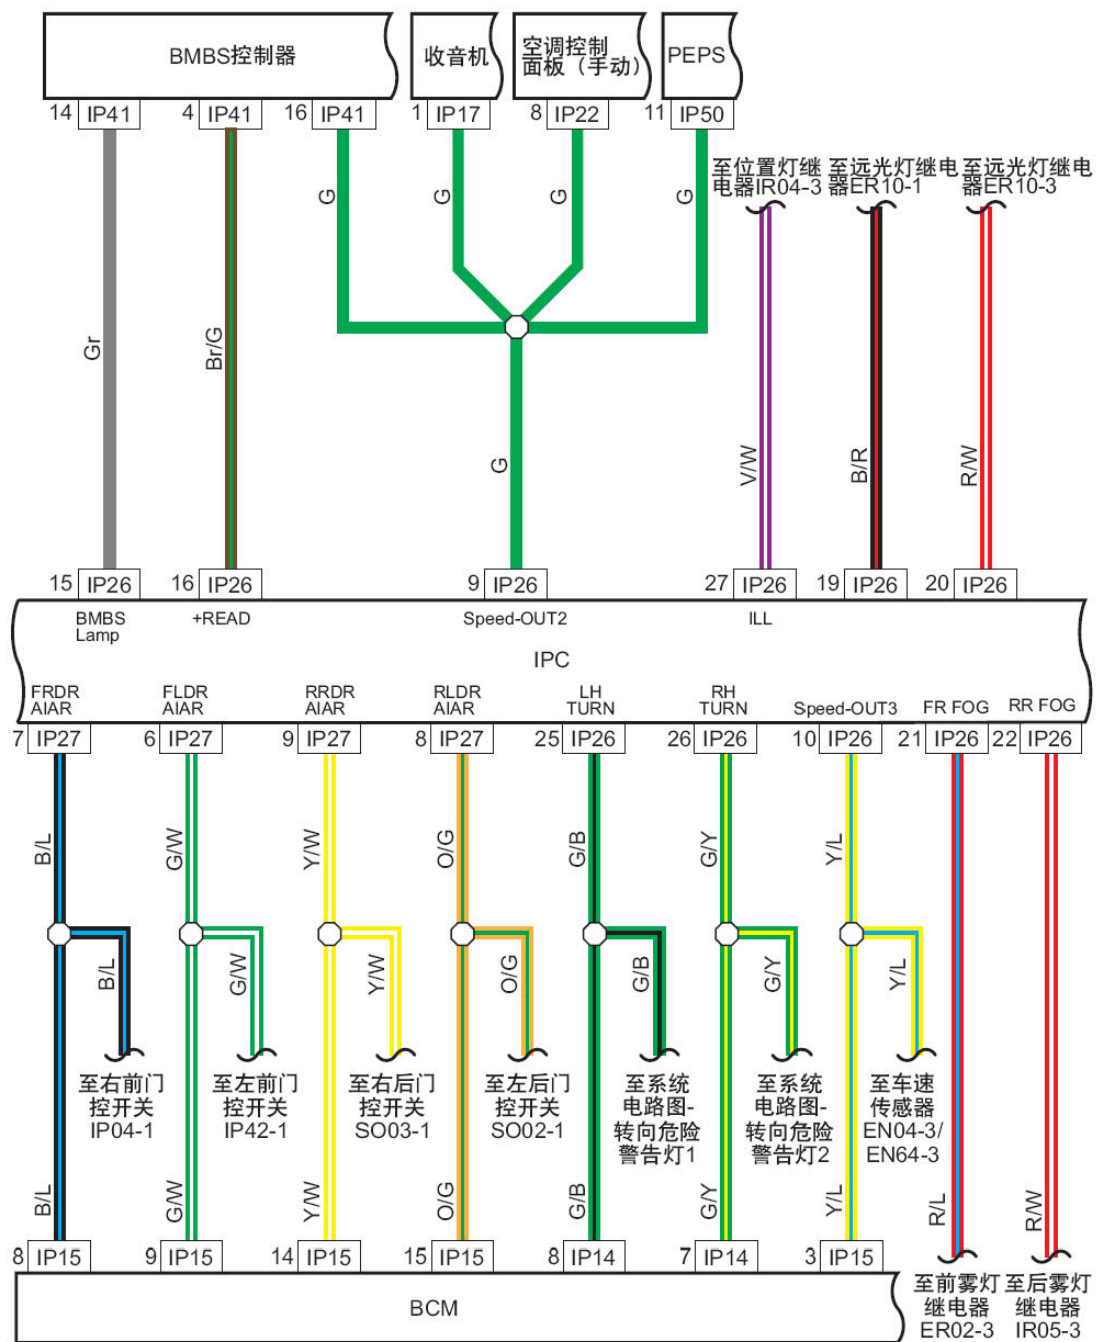 BMBS控制器
收音机
空调控制
面板（手动）
PEPS
14 IP41
4 IP41
16 IP41
1 IP17
8 IP22
11 IP50
至位置灯继
电器IR04-3
至远光灯继电
器ER10-1
至远光灯继电
器ER10-3
G
G
G
G
Gr
Br/G
G
V/W
B/R
R/W
15 IP26
16 IP26
9 IP26
27 IP26
19 IP26
20 IP26
BMBS
Lamp
+READ
Speed-OUT2
ILL
IPC
FRDR
AIAR
FLDR
AIAR
RRDR
AIAR
RLDR
AIAR
LH
TURN
RH
TURN
Speed-OUT3
FR FOG
RR FOG
7 IP27
6 IP27
9 IP27
8 IP27
25 IP26
26 IP26
10 IP26
21 IP26
22 IP26
B/L
G/W
Y/W
O/G
G/B
G/Y
Y/L
B/L
G/W
Y/W
O/G
G/B
G/Y
Y/L
至右前门
控开关
IP04-1
至左前门
控开关
IP42-1
至右后门
控开关
SO03-1
至左后门
控开关
SO02-1
至系统
电路图-
转向危险
警告灯1
至系统
电路图-
转向危险
警告灯2
至车速
传感器
EN04-3/
EN64-3
B/L
G/W
Y/W
O/G
G/B
G/Y
Y/L
R/L
R/W
8 IP15
9 IP15
14 IP15
15 IP15
8 IP14
7 IP14
3 IP15
BCM
至前雾灯
继电器
ER02-3
至后雾灯
继电器
IR05-3